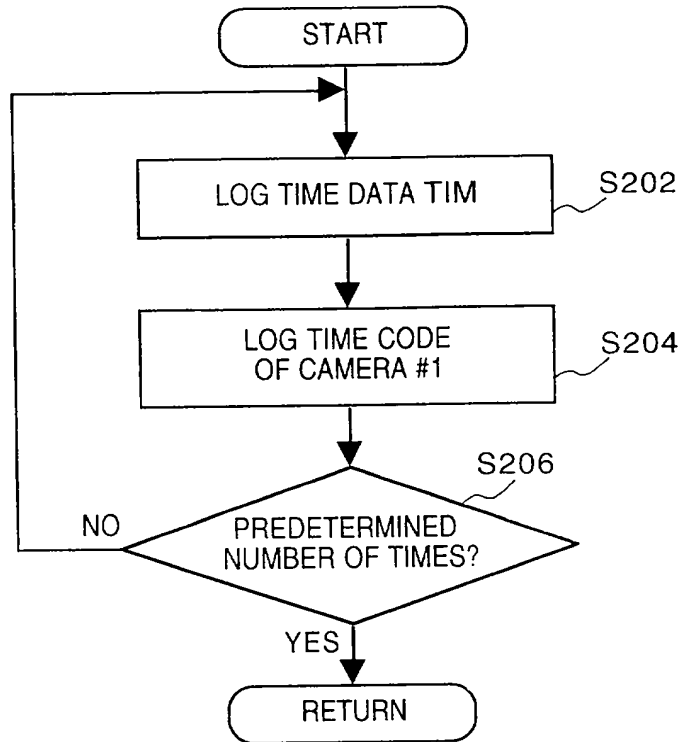 START
LOG TIME DATA TIM
S202
LOG TIME CODE
OF CAMERA #1
S204
S206
NO
PREDETERMINED
NUMBER OF TIMES?
YES
RETURN